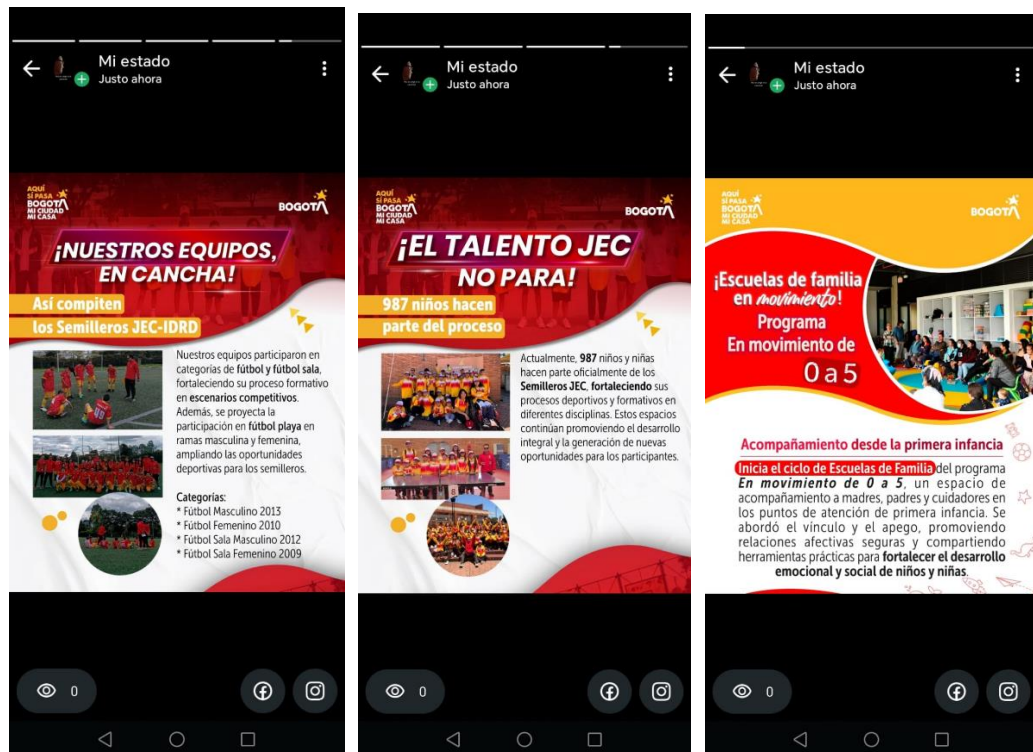 Mi estado
Justo ahora
AQUÍ
SÍ PASA
BOGOTÁ
MI CIUDAD
MI CASA
BOGOTÁ
¡NUESTROS EQUIPOS,
EN CANCHA!
Así compiten
los Semilleros JEC-IDRD
Nuestros equipos participaron en
categorías de fútbol y fútbol sala,
fortaleciendo su proceso formativo
en escenarios competitivos.
Además, se proyecta la
participación en fútbol playa en
ramas masculina y femenina,
ampliando las oportunidades
deportivas para los semilleros.
Categorías:
* Fútbol Masculino 2013
* Fútbol Femenino 2010
* Fútbol Sala Masculino 2012
* Fútbol Sala Femenino 2009
0
Mi estado
Justo ahora
AQUÍ
SÍ PASA
BOGOTÁ
MI CIUDAD
MI CASA
BOGOTÁ
¡EL TALENTO JEC
NO PARA!
987 niños hacen
parte del proceso
Actualmente, 987 niños y niñas
hacen parte oficialmente de los
Semilleros JEC, fortaleciendo sus
procesos deportivos y formativos en
diferentes disciplinas. Estos espacios
continúan promoviendo el desarrollo
integral y la generación de nuevas
oportunidades para los participantes.
0
Mi estado
Justo ahora
AQUÍ
SÍ PASA
BOGOTÁ
MI CIUDAD
MI CASA
BOGOTÁ
¡Escuelas de familia
en movimiento!
Programa
En movimiento de
0 a 5
Acompañamiento desde la primera infancia
Inicia el ciclo de Escuelas de Familia del programa
En movimiento de 0 a 5, un espacio de
acompañamiento a madres, padres y cuidadores en
los puntos de atención de primera infancia. Se
abordó el vínculo y el apego, promoviendo
relaciones afectivas seguras y compartiendo
herramientas prácticas para fortalecer el desarrollo
emocional y social de niños y niñas.
0